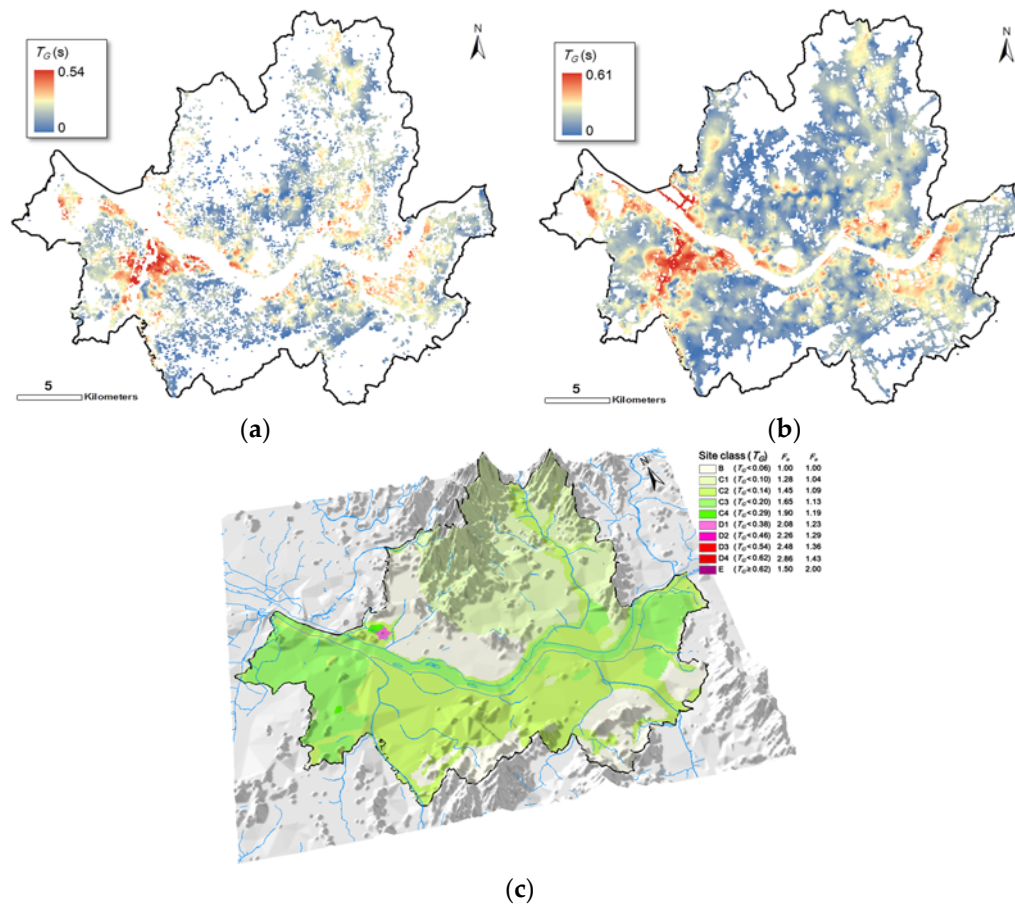 T_G (s)
0.54
0
N
5
Kilometers
(a)
T_G (s)
0.61
0
N
5
Kilometers
(b)
Site class (T_G) F_a F_v
B (T_G<0.06) 1.00 1.00
C1 (T_G<0.10) 1.28 1.04
C2 (T_G<0.14) 1.45 1.09
C3 (T_G<0.20) 1.65 1.13
C4 (T_G<0.29) 1.90 1.19
D1 (T_G<0.38) 2.08 1.23
D2 (T_G<0.46) 2.26 1.29
D3 (T_G<0.54) 2.48 1.36
D4 (T_G<0.62) 2.86 1.43
E (T_G≥0.62) 1.50 2.00
N
(c)